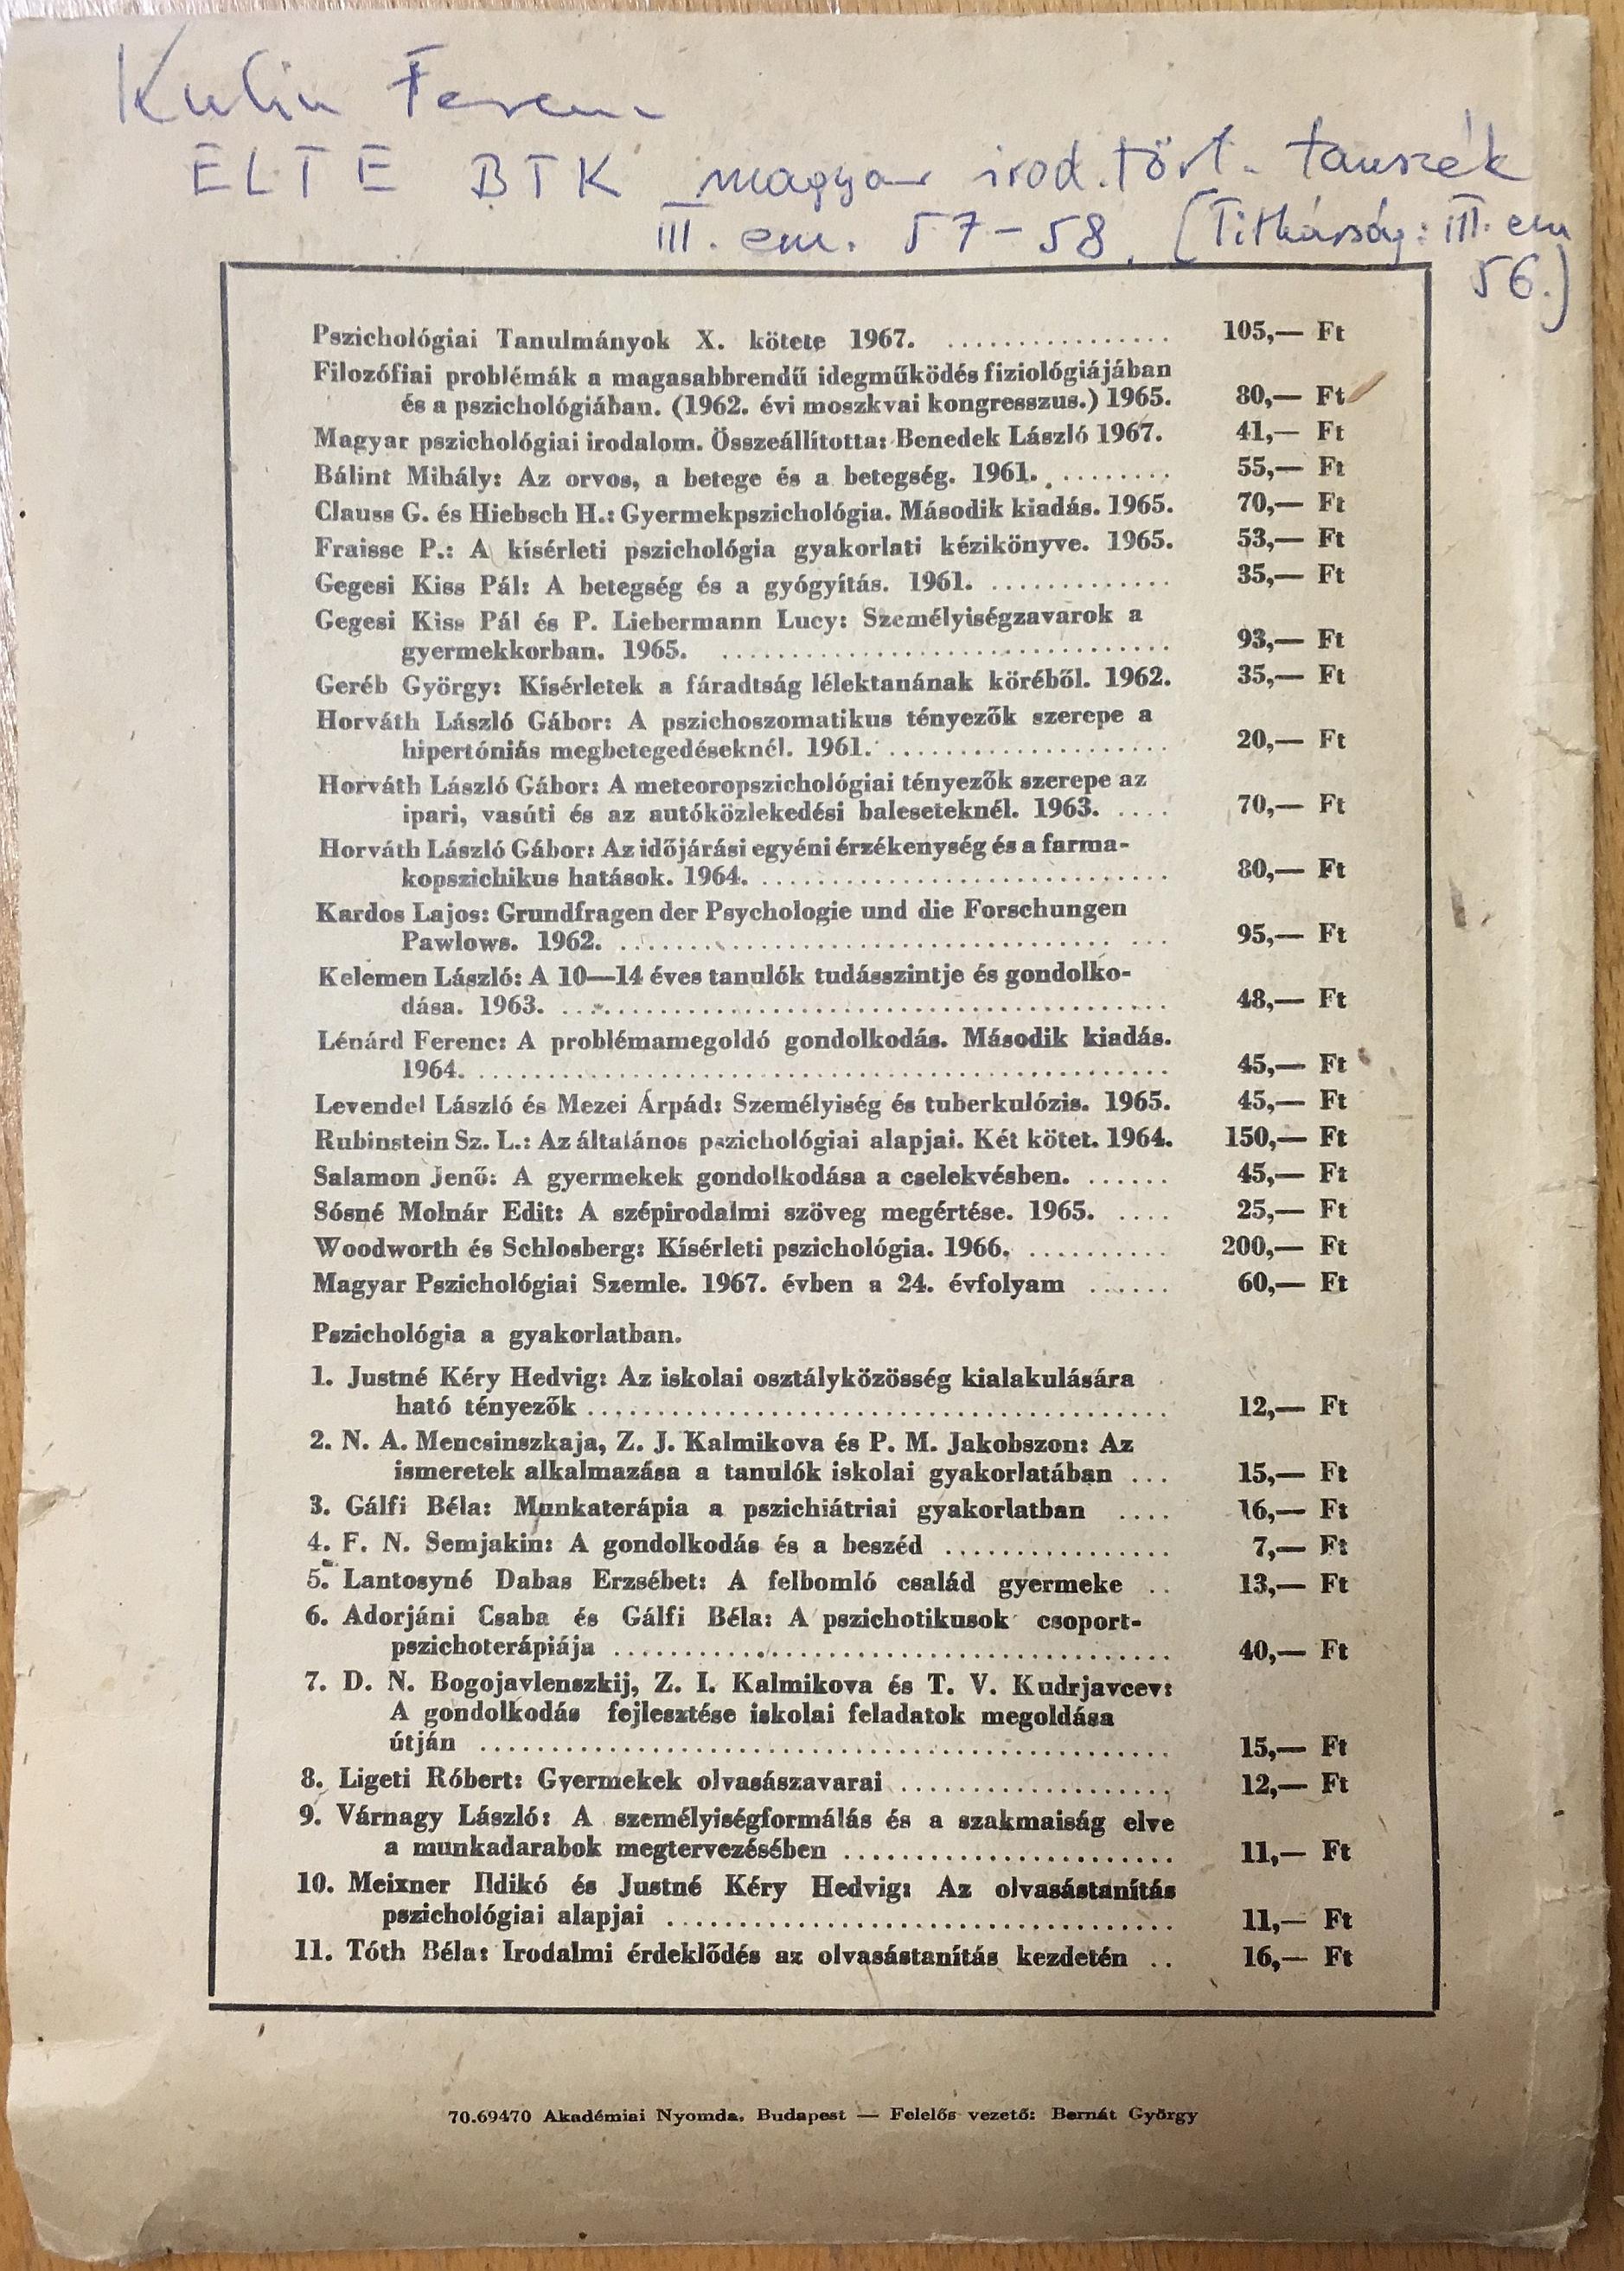 Kulin Ferenc
ELTE BTK magyar irod. tört. tanszék
III. em. 57-58. (Titkárság: III. em
56.)
Pszichológiai Tanulmányok X. kötete 1967. ................ 105,— Ft
Filozófiai problémák a magasabbrendű idegműködés fiziológiájában
és a pszichológiában. (1962. évi moszkvai kongresszus.) 1965. 80,— Ft
Magyar pszichológiai irodalom. Összeállította: Benedek László 1967. 41,— Ft
Bálint Mihály: Az orvos, a betege és a betegség. 1961. ......... 55,— Ft
Clauss G. és Hiebsch H.: Gyermekpszichológia. Második kiadás. 1965. 70,— Ft
Fraisse P.: A kísérleti pszichológia gyakorlati kézikönyve. 1965. 53,— Ft
Gegesi Kiss Pál: A betegség és a gyógyítás. 1961. ............. 35,— Ft
Gegesi Kiss Pál és P. Liebermann Lucy: Személyiségzavarok a
gyermekkorban. 1965. ................................ 93,— Ft
Geréb György: Kísérletek a fáradtság lélektanának köréből. 1962. 35,— Ft
Horváth László Gábor: A pszichoszomatikus tényezők szerepe a
hipertóniás megbetegedéseknél. 1961. ..................... 20,— Ft
Horváth László Gábor: A meteoropszichológiai tényezők szerepe az
ipari, vasúti és az autóközlekedési baleseteknél. 1963. .... 70,— Ft
Horváth László Gábor: Az időjárási egyéni érzékenység és a farma-
kopszichikus hatások. 1964. .............................. 80,— Ft
Kardos Lajos: Grundfragen der Psychologie und die Forschungen
Pawlows. 1962. ....................................... 95,— Ft
Kelemen László: A 10—14 éves tanulók tudásszintje és gondolko-
dása. 1963. ........................................... 48,— Ft
Lénárd Ferenc: A problémamegoldó gondolkodás. Második kiadás.
1964. ................................................. 45,— Ft
Levendel László és Mezei Árpád: Személyiség és tuberkulózis. 1965. 45,— Ft
Rubinstein Sz. L.: Az általános pszichológiai alapjai. Két kötet. 1964. 150,— Ft
Salamon Jenő: A gyermekek gondolkodása a cselekvésben. ...... 45,— Ft
Sósné Molnár Edit: A szépirodalmi szöveg megértése. 1965. .... 25,— Ft
Woodworth és Schlosberg: Kísérleti pszichológia. 1966. .......... 200,— Ft
Magyar Pszichológiai Szemle. 1967. évben a 24. évfolyam ...... 60,— Ft
Pszichológia a gyakorlatban.
1. Justné Kéry Hedvig: Az iskolai osztályközösség kialakulására
ható tényezők ......................................... 12,— Ft
2. N. A. Mencsinszkaja, Z. J. Kalmikova és P. M. Jakobszon: Az
ismeretek alkalmazása a tanulók iskolai gyakorlatában ... 15,— Ft
3. Gálfi Béla: Munkaterápia a pszichiátriai gyakorlatban .... 16,— Ft
4. F. N. Semjakin: A gondolkodás és a beszéd ................ 7,— Ft
5. Lantosyné Dabas Erzsébet: A felbomló család gyermeke .. 13,— Ft
6. Adorjáni Csaba és Gálfi Béla: A pszichotikusok csoport-
pszichoterápiája ....................................... 40,— Ft
7. D. N. Bogojavlenszkij, Z. I. Kalmikova és T. V. Kudrjavcev:
A gondolkodás fejlesztése iskolai feladatok megoldása
útján ................................................. 15,— Ft
8. Ligeti Róbert: Gyermekek olvasászavarai ................... 12,— Ft
9. Várnagy László: A személyiségformálás és a szakmaiság elve
a munkadarabok megtervezésében ....................... 11,— Ft
10. Meixner Ildikó és Justné Kéry Hedvig: Az olvasástanítás
pszichológiai alapjai ................................... 11,— Ft
11. Tóth Béla: Irodalmi érdeklődés az olvasástanítás kezdetén .. 16,— Ft
70.69470 Akadémiai Nyomda, Budapest — Felelős vezető: Bernát György